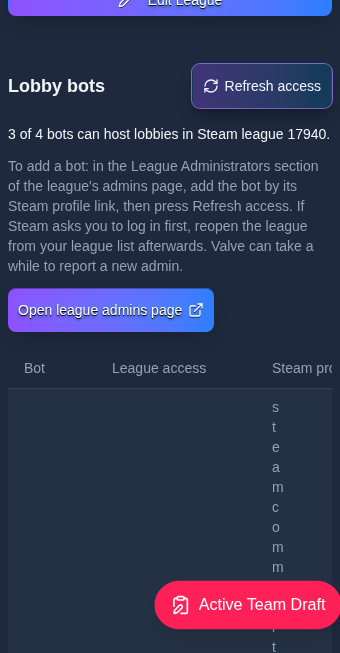 Edit League
Lobby bots
Refresh access
3 of 4 bots can host lobbies in Steam league 17940.
To add a bot: in the League Administrators section
of the league's admins page, add the bot by its
Steam profile link, then press Refresh access. If
Steam asks you to log in first, reopen the league
from your league list afterwards. Valve can take a
while to report a new admin.
Open league admins page
Bot League access Steam pro
s
t
e
a
m
c
o
m
m
Active Team Draft
t